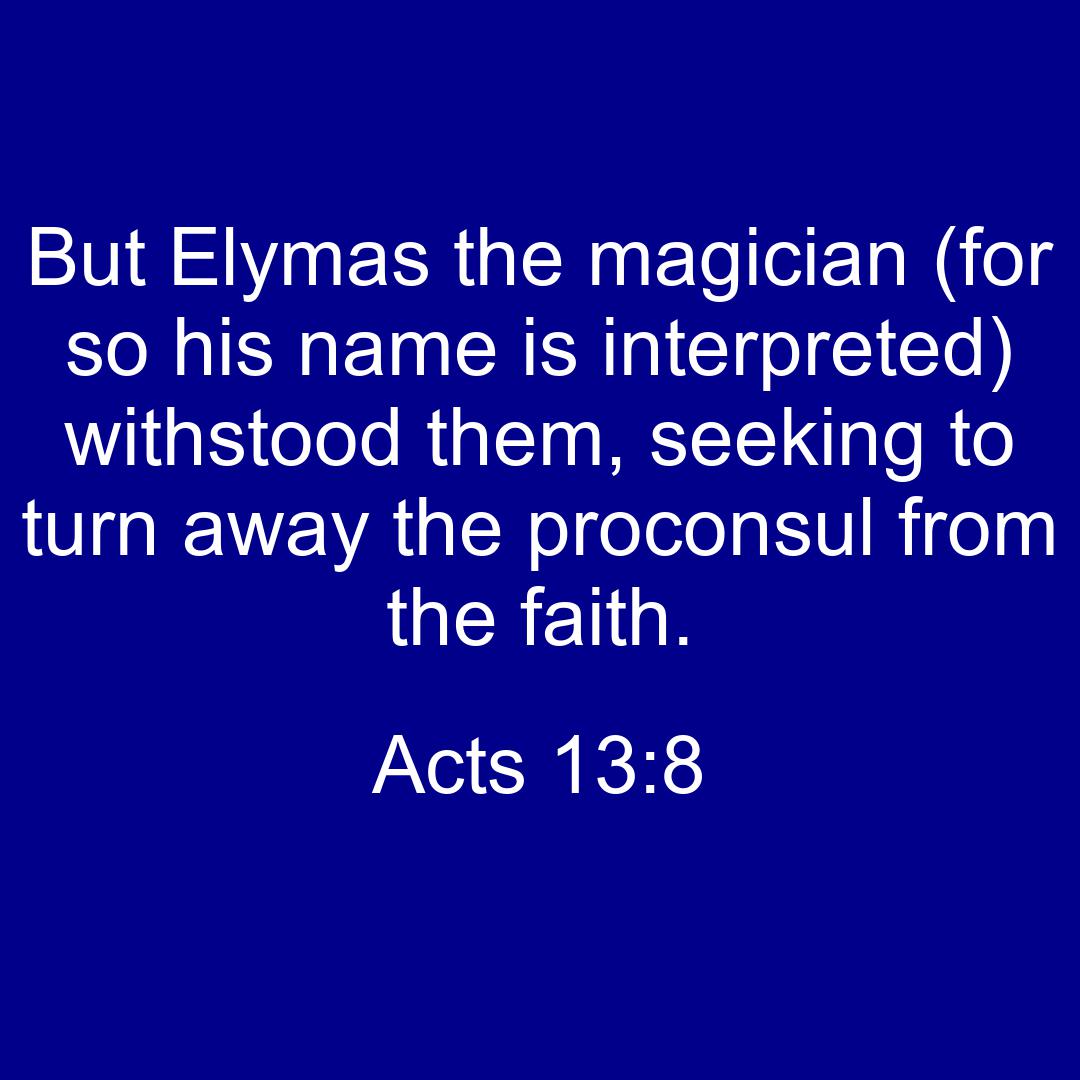 But Elymas the magician (for
so his name is interpreted)
withstood them, seeking to
turn away the proconsul from
the faith.
Acts 13:8